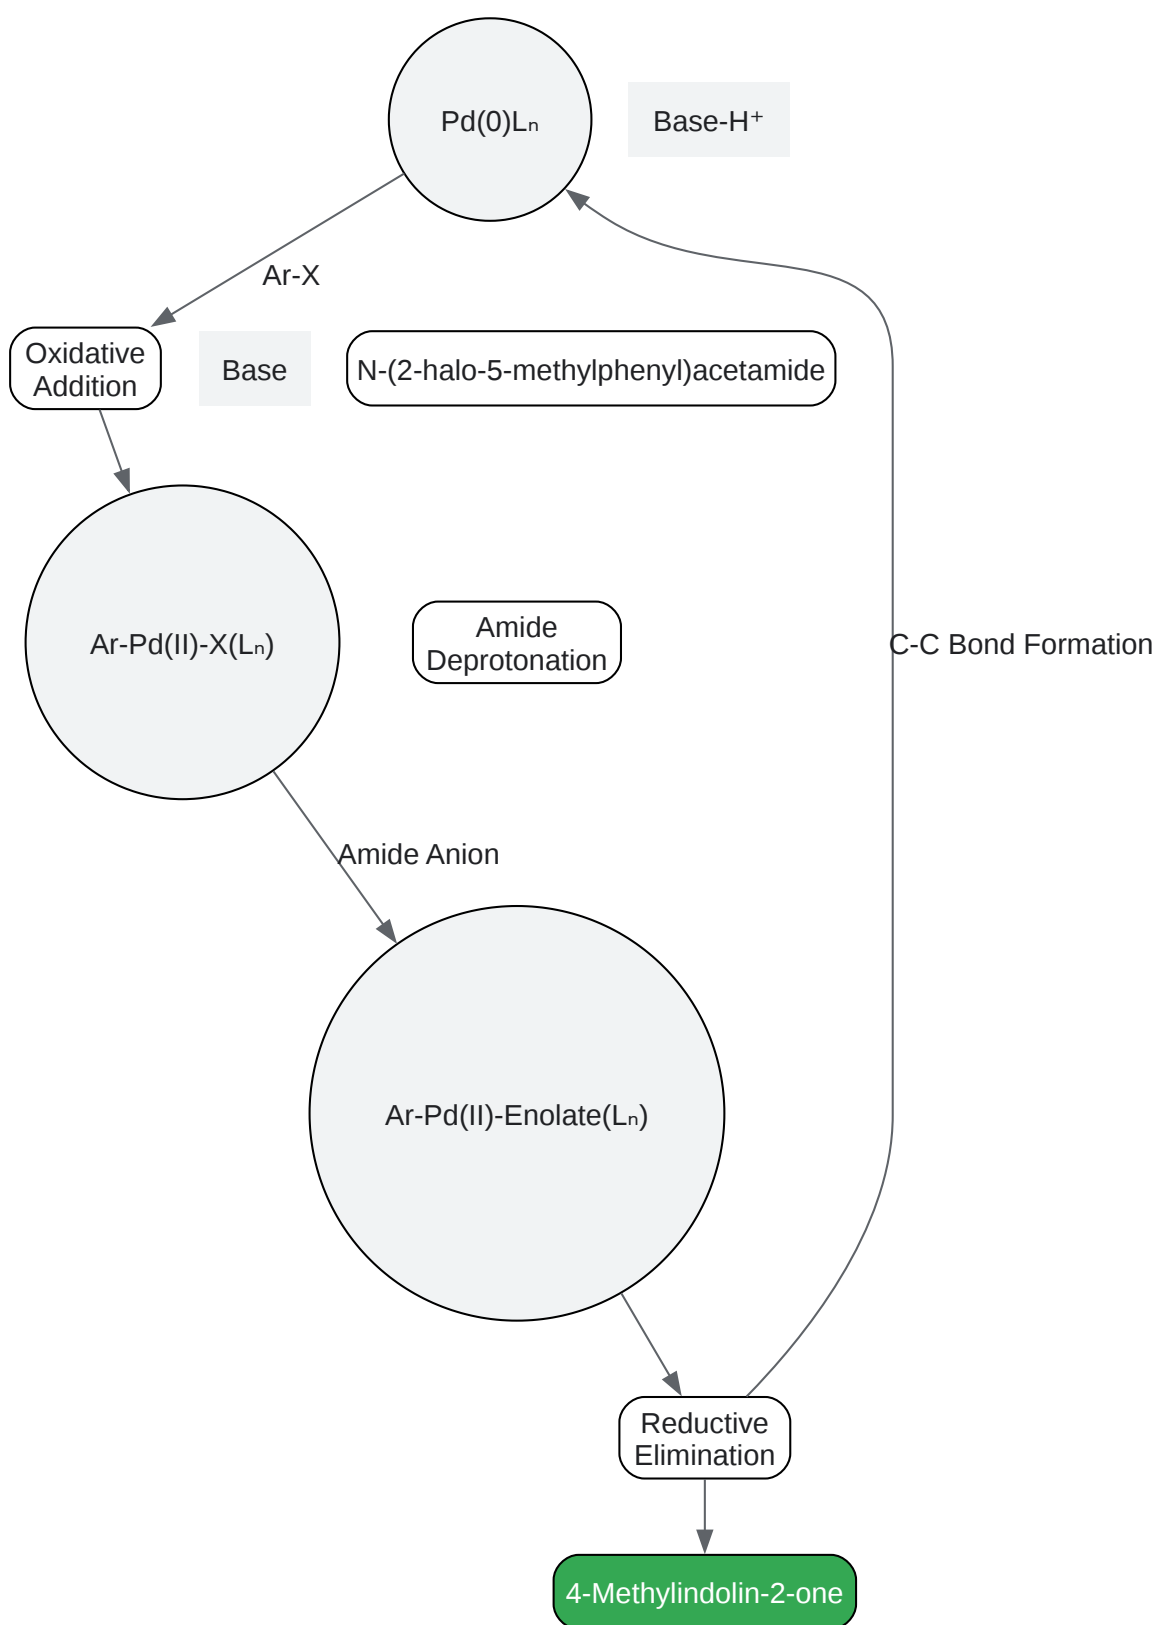 Pd(0)Lₙ
Base-H⁺
Ar-X
Oxidative
Addition
Base
N-(2-halo-5-methylphenyl)acetamide
Ar-Pd(II)-X(Lₙ)
Amide
Deprotonation
C-C Bond Formation
Amide Anion
Ar-Pd(II)-Enolate(Lₙ)
Reductive
Elimination
4-Methylindolin-2-one